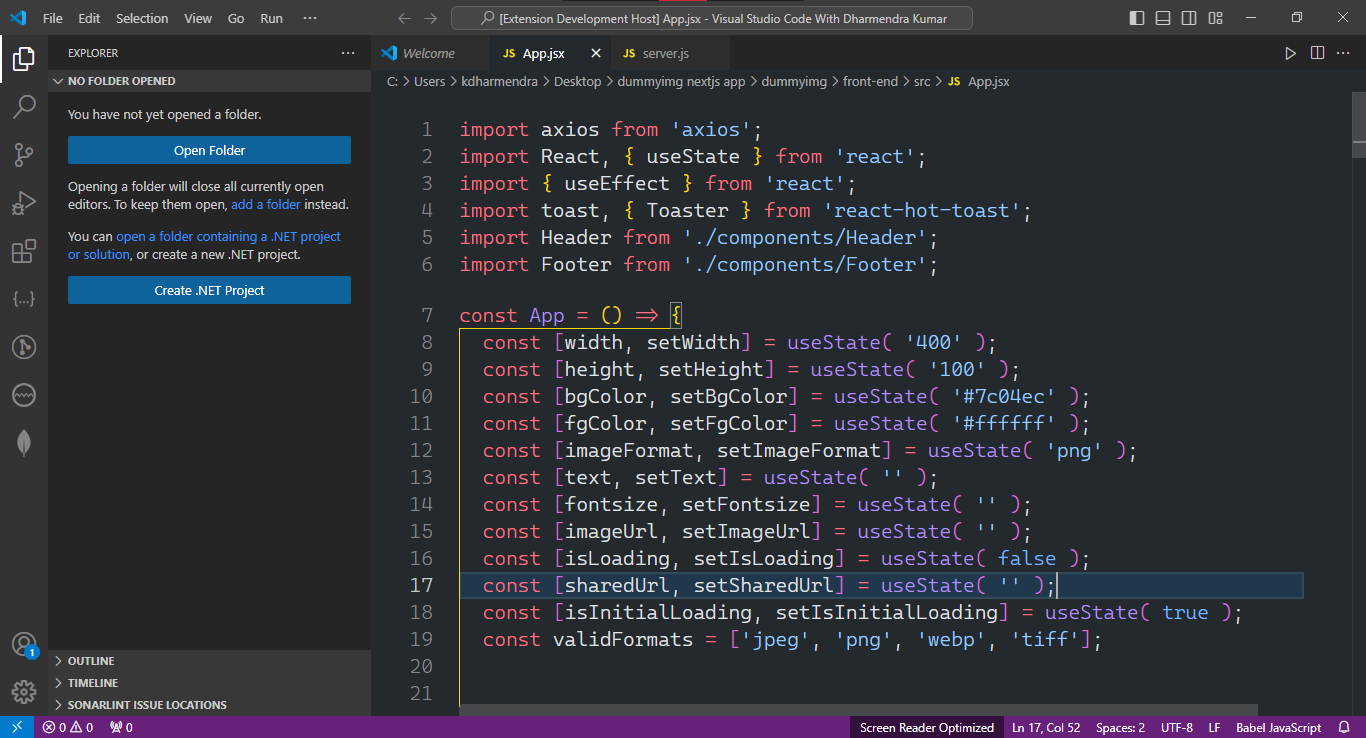 File Edit Selection View Go Run ···
[Extension Development Host] App.jsx - Visual Studio Code With Dharmendra Kumar
EXPLORER
NO FOLDER OPENED
You have not yet opened a folder.
Open Folder
Opening a folder will close all currently open
editors. To keep them open, add a folder instead.
You can open a folder containing a .NET project
or solution, or create a new .NET project.
Create .NET Project
OUTLINE
TIMELINE
SONARLINT ISSUE LOCATIONS
Welcome JS App.jsx JS server.js
C: > Users > kdharmendra > Desktop > dummyimg nextjs app > dummyimg > front-end > src > JS App.jsx
1 import axios from 'axios';
2 import React, { useState } from 'react';
3 import { useEffect } from 'react';
4 import toast, { Toaster } from 'react-hot-toast';
5 import Header from './components/Header';
6 import Footer from './components/Footer';
7 const App = () => {
8 const [width, setWidth] = useState( '400' );
9 const [height, setHeight] = useState( '100' );
10 const [bgColor, setBgColor] = useState( '#7c04ec' );
11 const [fgColor, setFgColor] = useState( '#ffffff' );
12 const [imageFormat, setImageFormat] = useState( 'png' );
13 const [text, setText] = useState( '' );
14 const [fontsize, setFontsize] = useState( '' );
15 const [imageUrl, setImageUrl] = useState( '' );
16 const [isLoading, setIsLoading] = useState( false );
17 const [sharedUrl, setSharedUrl] = useState( '' );
18 const [isInitialLoading, setIsInitialLoading] = useState( true );
19 const validFormats = ['jpeg', 'png', 'webp', 'tiff'];
20
21
1
0 0 0 Screen Reader Optimized Ln 17, Col 52 Spaces: 2 UTF-8 LF Babel JavaScript